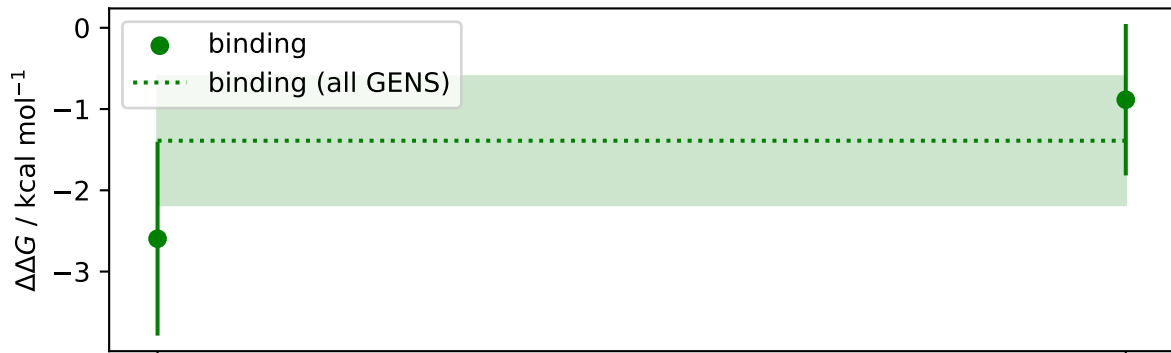 0
−1
−2
−3
ΔΔG / kcal mol⁻¹
binding
binding (all GENS)